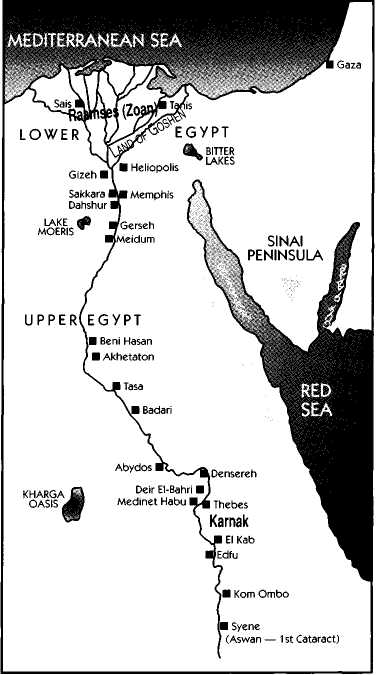 MEDITERRANEAN SEA
Gaza
Sais
Raamses (Zoan)
Tanis
LAND OF GOSHEN
LOWER EGYPT
BITTER
LAKES
Heliopolis
Gizeh
Sakkara
Memphis
Dahshur
LAKE
MOERIS
Gerseh
Meidum
SINAI
PENINSULA
UPPER EGYPT
Beni Hasan
Akhetaton
RED
SEA
Tasa
Badari
Abydos
Densereh
Deir El-Bahri
KHARGA
OASIS
Medinet Habu
Thebes
Karnak
El Kab
Edfu
Kom Ombo
Syene
(Aswan — 1st Cataract)